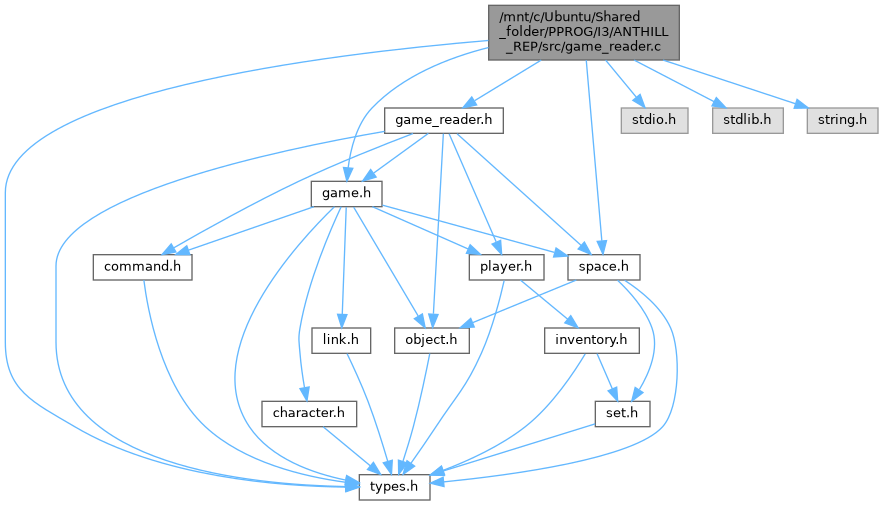 /mnt/c/Ubuntu/Shared
_folder/PPROG/I3/ANTHILL
_REP/src/game_reader.c
game_reader.h
stdio.h
stdlib.h
string.h
game.h
command.h
player.h
space.h
link.h
object.h
inventory.h
character.h
set.h
types.h